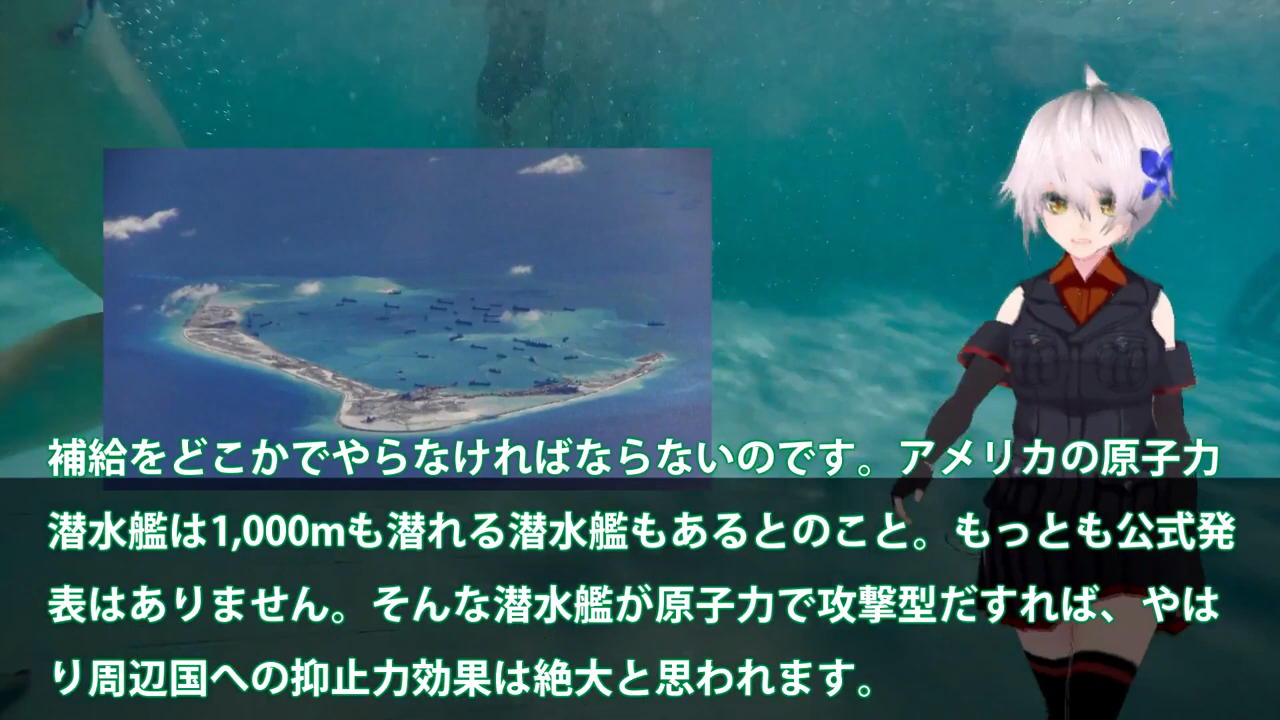 補給をどこかでやらなければならないのです。アメリカの原子力
潜水艦は1,000mも潜れる潜水艦もあるとのこと。もっとも公式発
表はありません。そんな潜水艦が原子力で攻撃型だすれば、やは
り周辺国への抑止力効果は絶大と思われます。